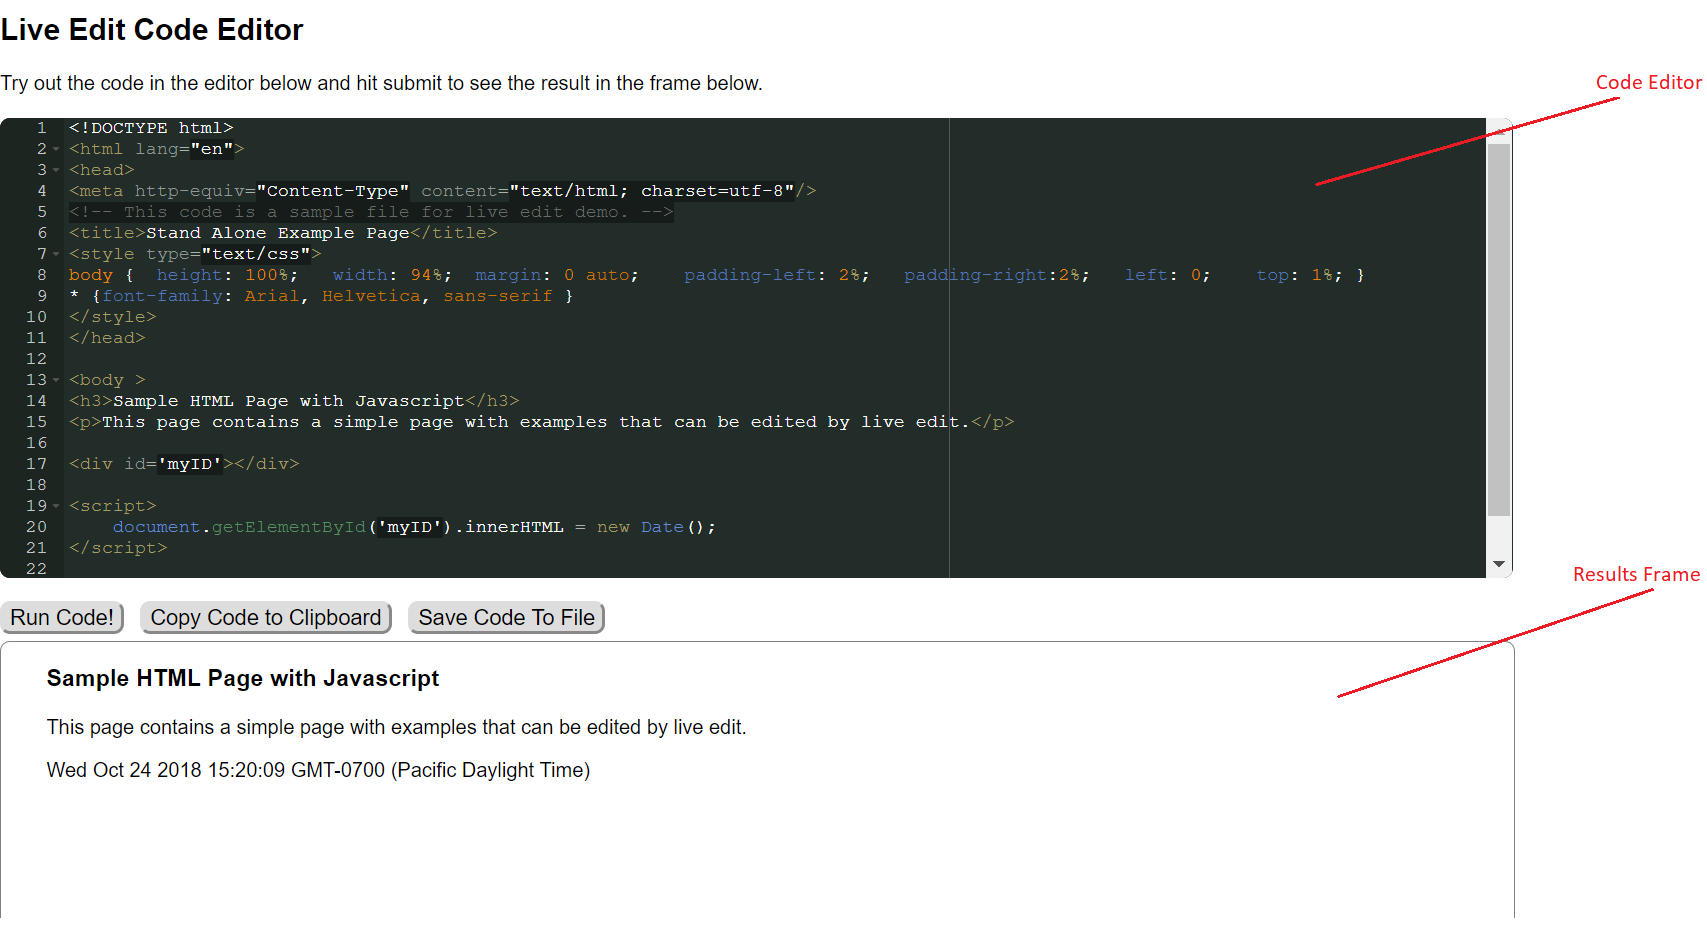 Live Edit Code Editor
Try out the code in the editor below and hit submit to see the result in the frame below.
Code Editor
1 <!DOCTYPE html>
2 <html lang="en">
3 <head>
4 <meta http-equiv="Content-Type" content="text/html; charset=utf-8"/>
5 <!-- This code is a sample file for live edit demo. -->
6 <title>Stand Alone Example Page</title>
7 <style type="text/css">
8 body {  height: 100%;   width: 94%;  margin: 0 auto;    padding-left: 2%;   padding-right:2%;   left: 0;    top: 1%; }
9 * {font-family: Arial, Helvetica, sans-serif }
10 </style>
11 </head>
12
13 <body >
14 <h3>Sample HTML Page with Javascript</h3>
15 <p>This page contains a simple page with examples that can be edited by live edit.</p>
16
17 <div id='myID'></div>
18
19 <script>
20     document.getElementById('myID').innerHTML = new Date();
21 </script>
22
Results Frame
Run Code! Copy Code to Clipboard Save Code To File
Sample HTML Page with Javascript
This page contains a simple page with examples that can be edited by live edit.
Wed Oct 24 2018 15:20:09 GMT-0700 (Pacific Daylight Time)